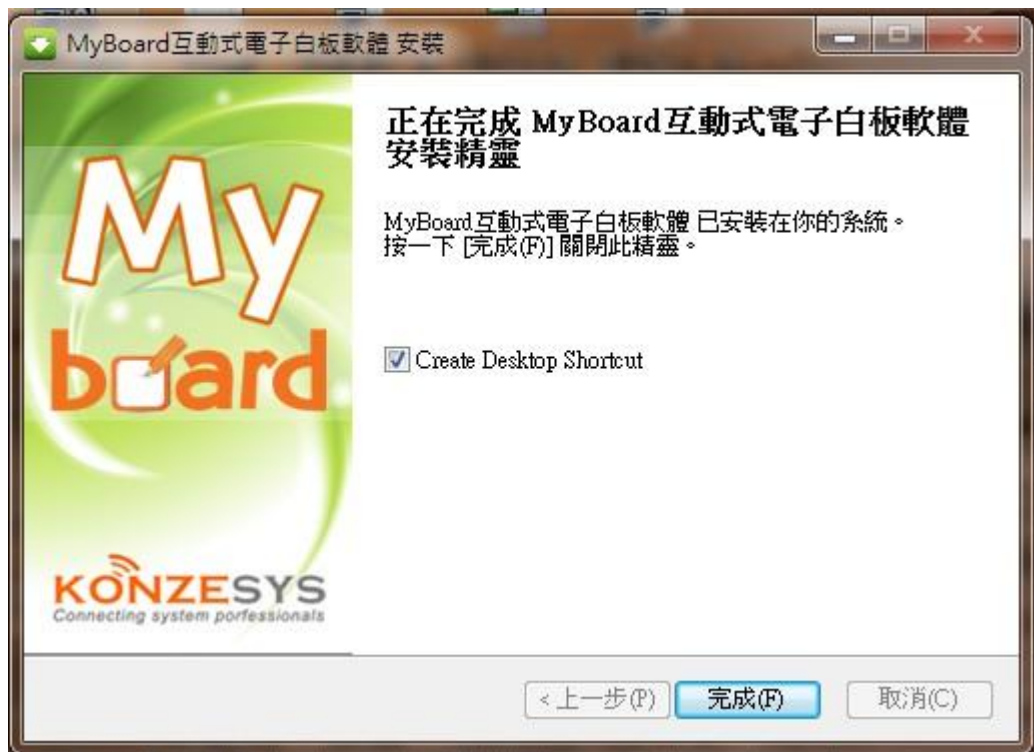 MyBoard互動式電子白板軟體 安裝
My
board
KONZESYS
Connecting system porfessionals
正在完成 MyBoard互動式電子白板軟體
安裝精靈
MyBoard互動式電子白板軟體 已安裝在你的系統。
按一下 [完成(F)] 關閉此精靈。
Create Desktop Shortcut
<上一步(P)
完成(F)
取消(C)